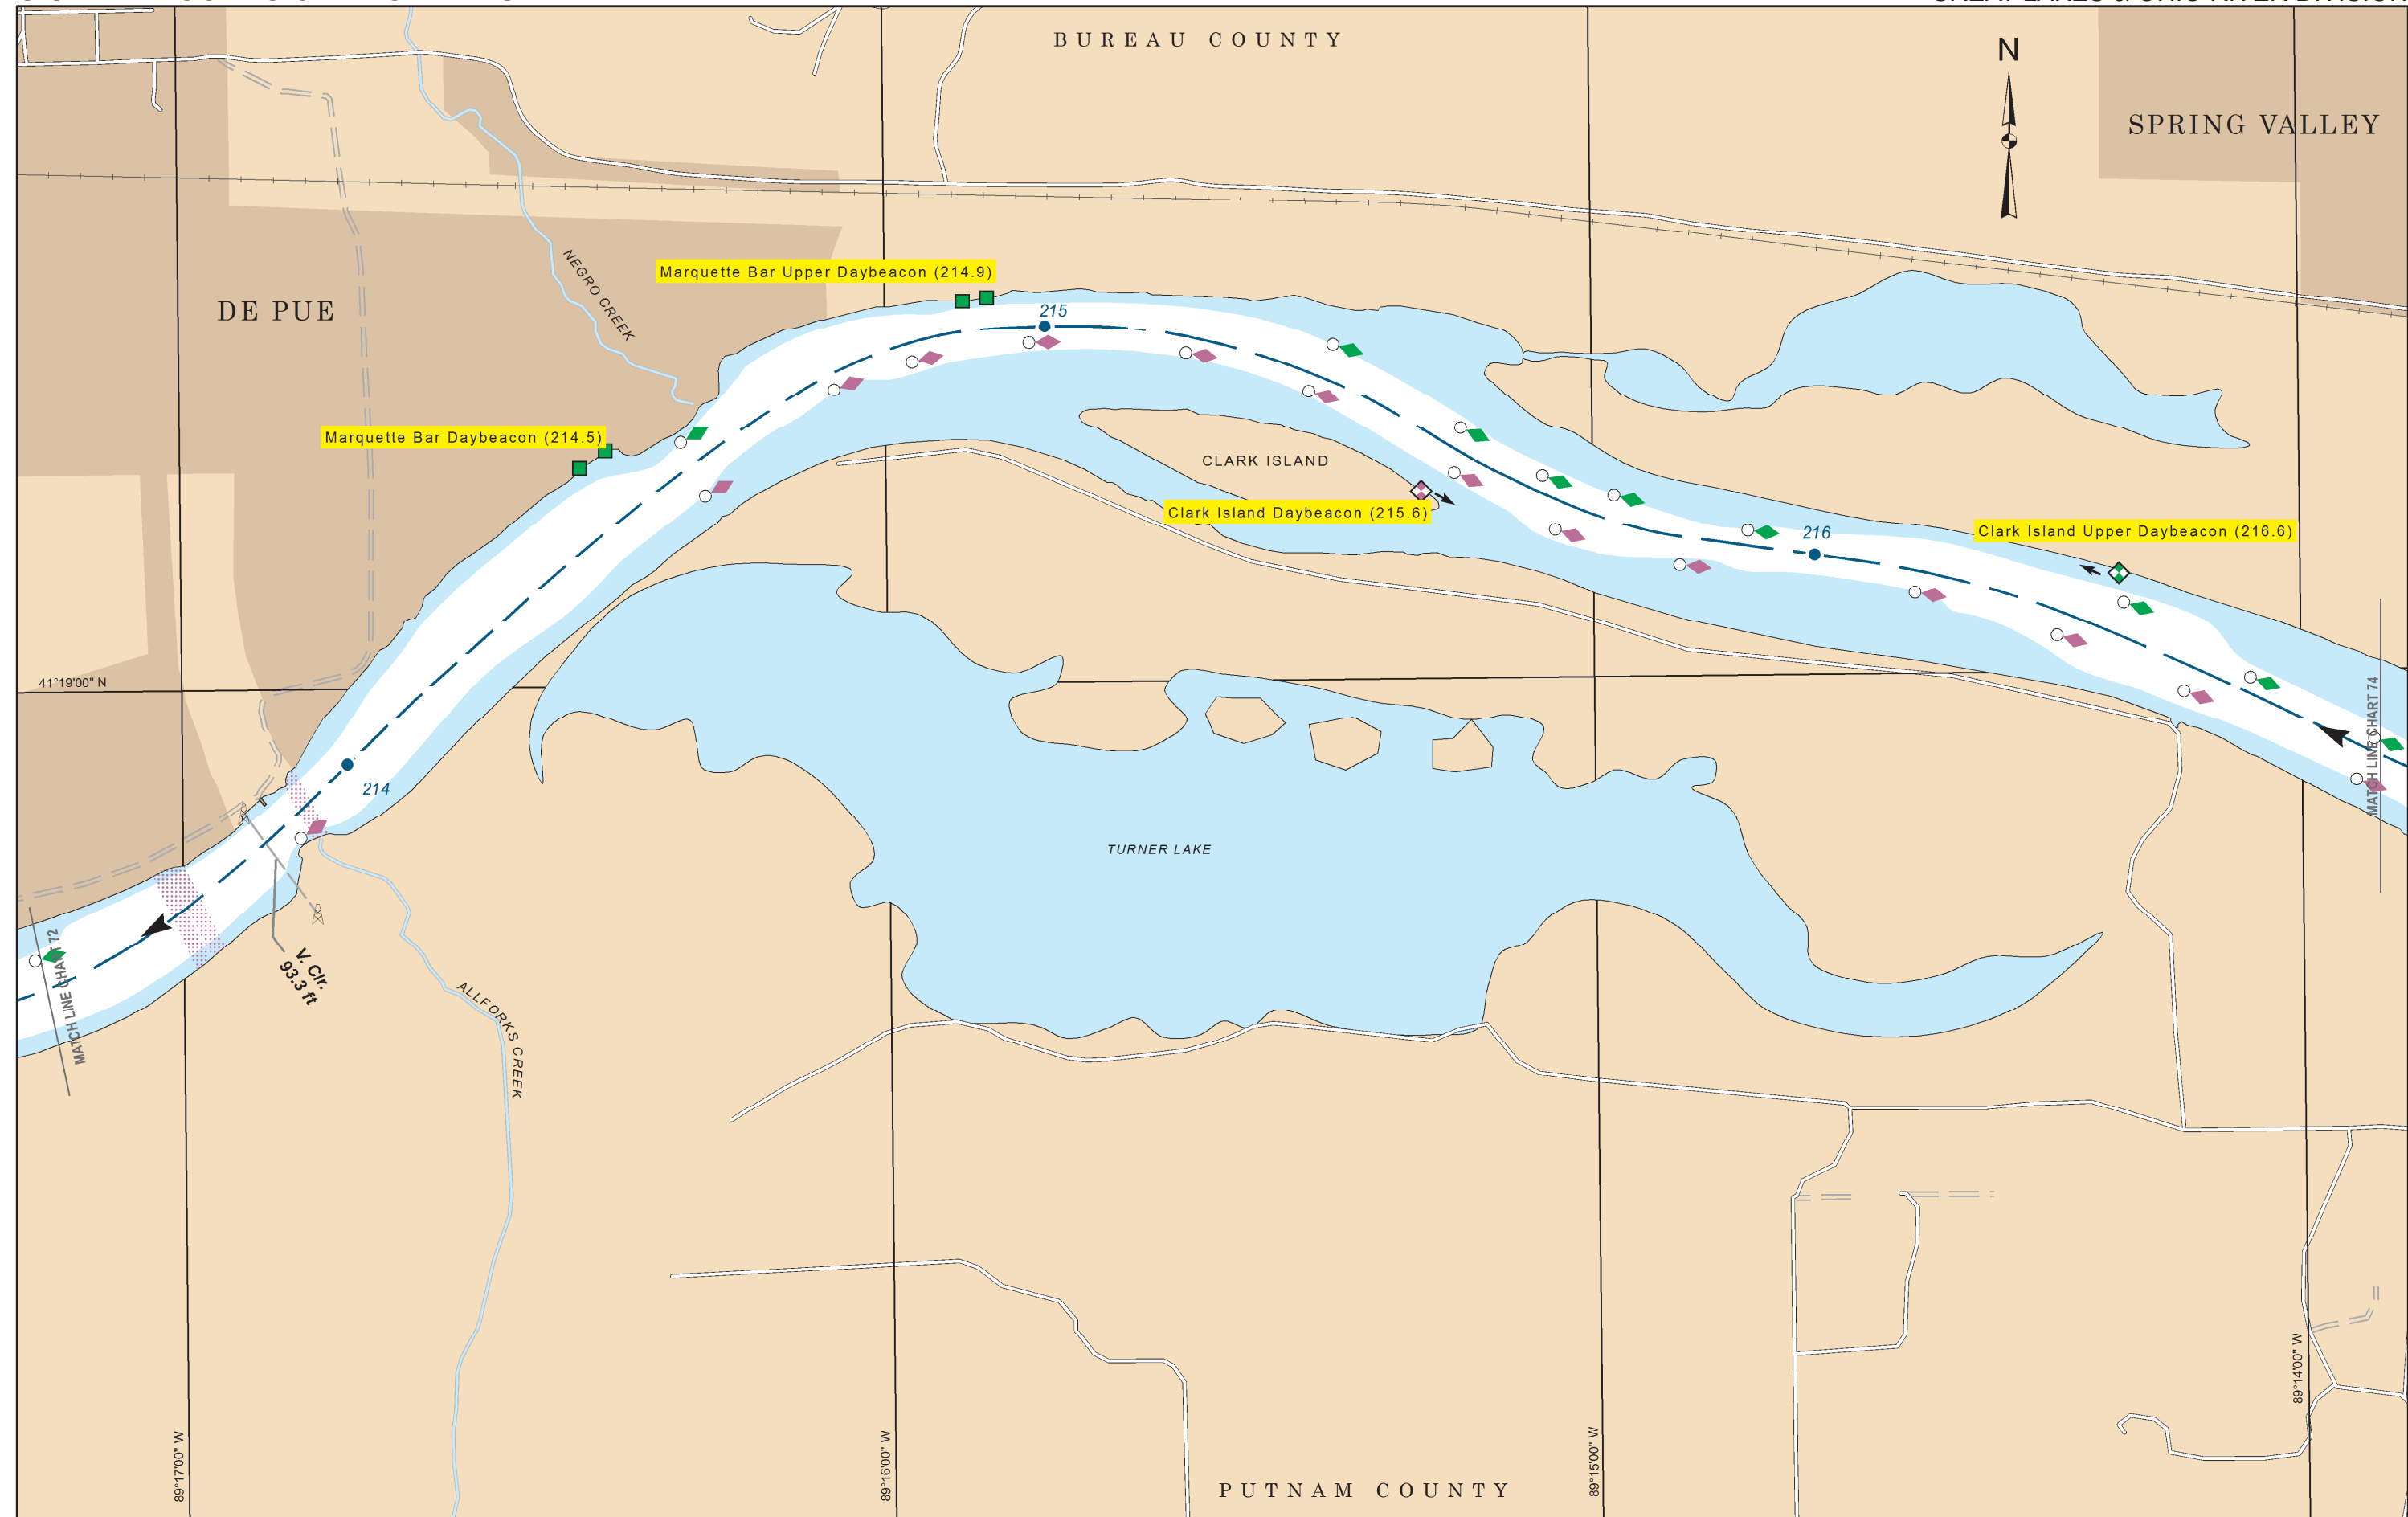 BUREAU COUNTY
N
SPRING VALLEY
NEGRO CREEK
Marquette Bar Upper Daybeacon (214.9)
DE PUE
215
Marquette Bar Daybeacon (214.5)
CLARK ISLAND
Clark Island Daybeacon (215.6)
216
Clark Island Upper Daybeacon (216.6)
41°19'00" N
MATCH LINE CHART 74
214
TURNER LAKE
MATCH LINE CHART 72
V. Clr.
93.3 ft
ALLFORKS CREEK
89°17'00" W
89°16'00" W
89°15'00" W
89°14'00" W
PUTNAM COUNTY